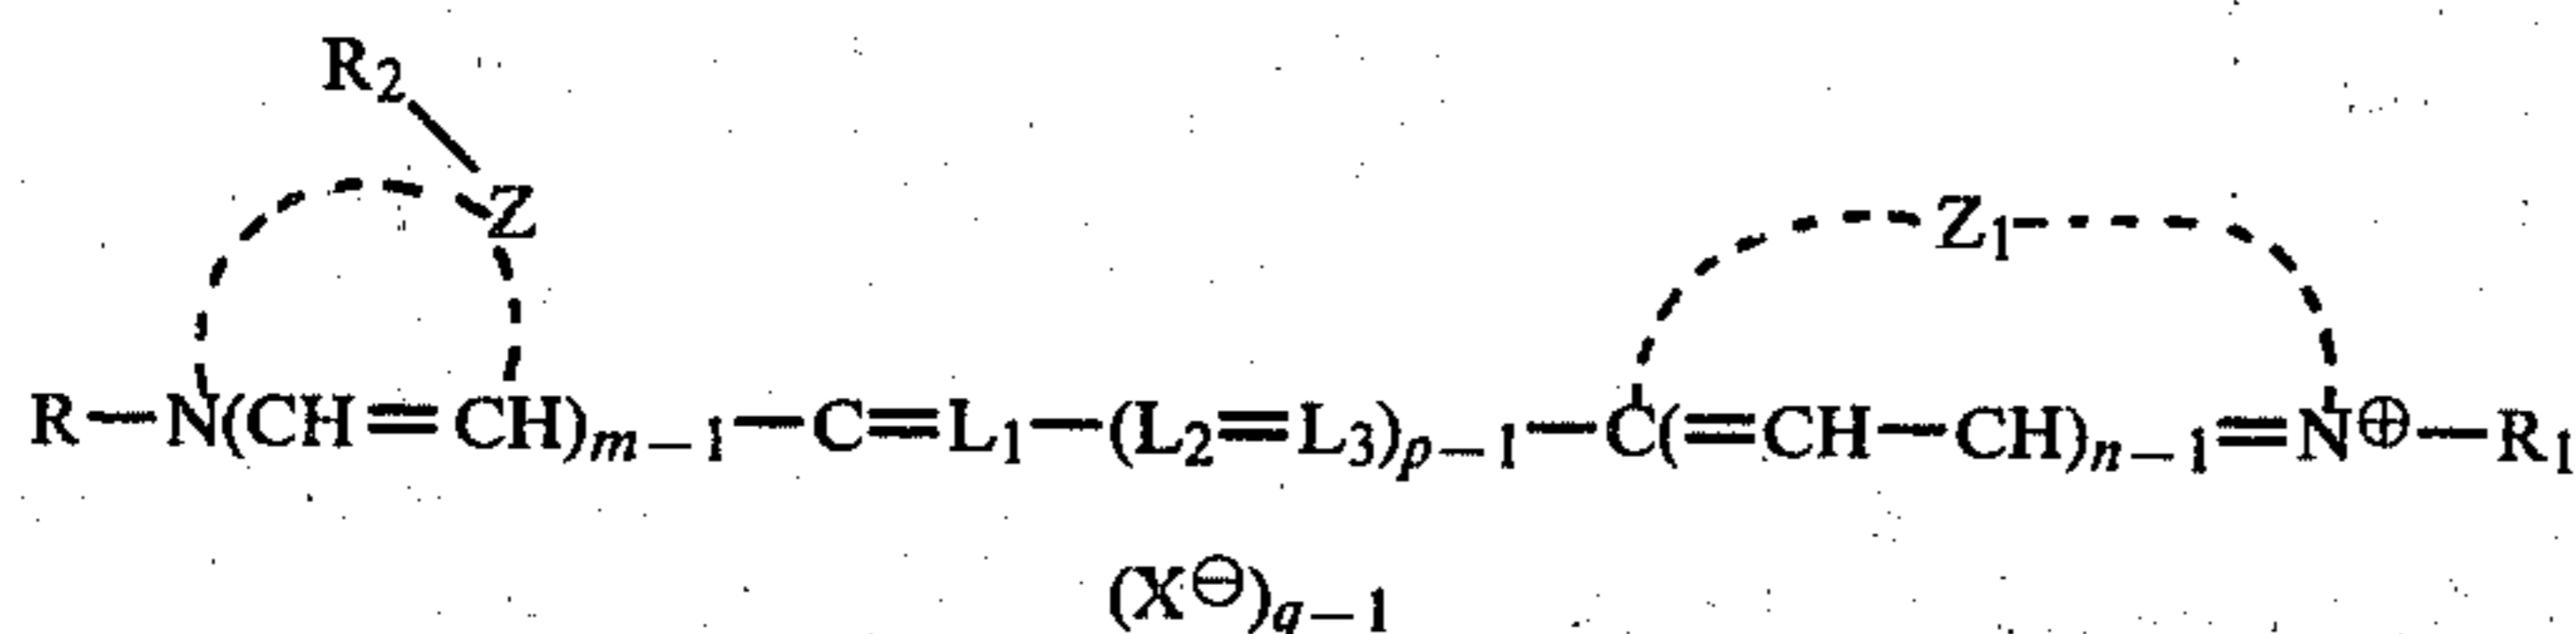 R2
Z
Z1
R—N(CH=CH)m−1—C=L1—(L2=L3)p−1—C(=CH—CH)n−1=N⊕—R1
(X⊖)q−1